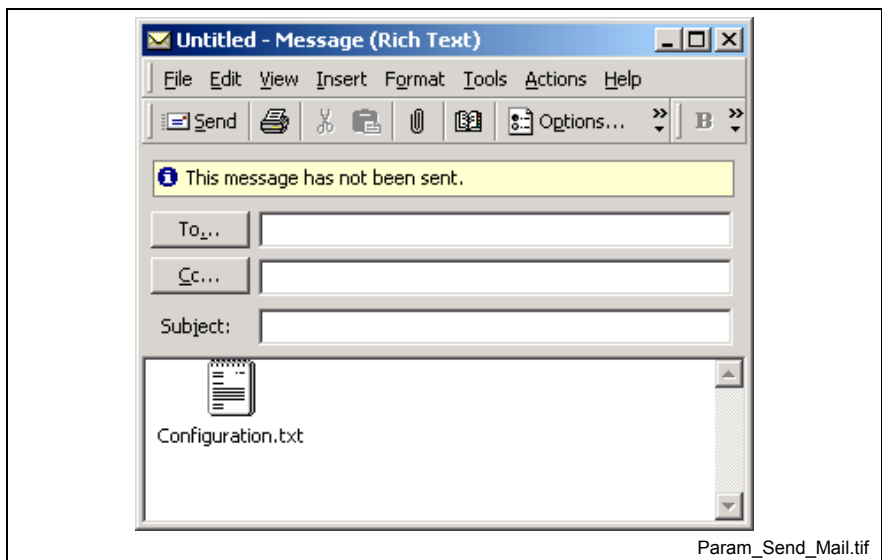 Untitled - Message (Rich Text)
File Edit View Insert Format Tools Actions Help
Send Options... » B »
This message has not been sent.
To...
Cc...
Subject:
Configuration.txt
Param_Send_Mail.tif